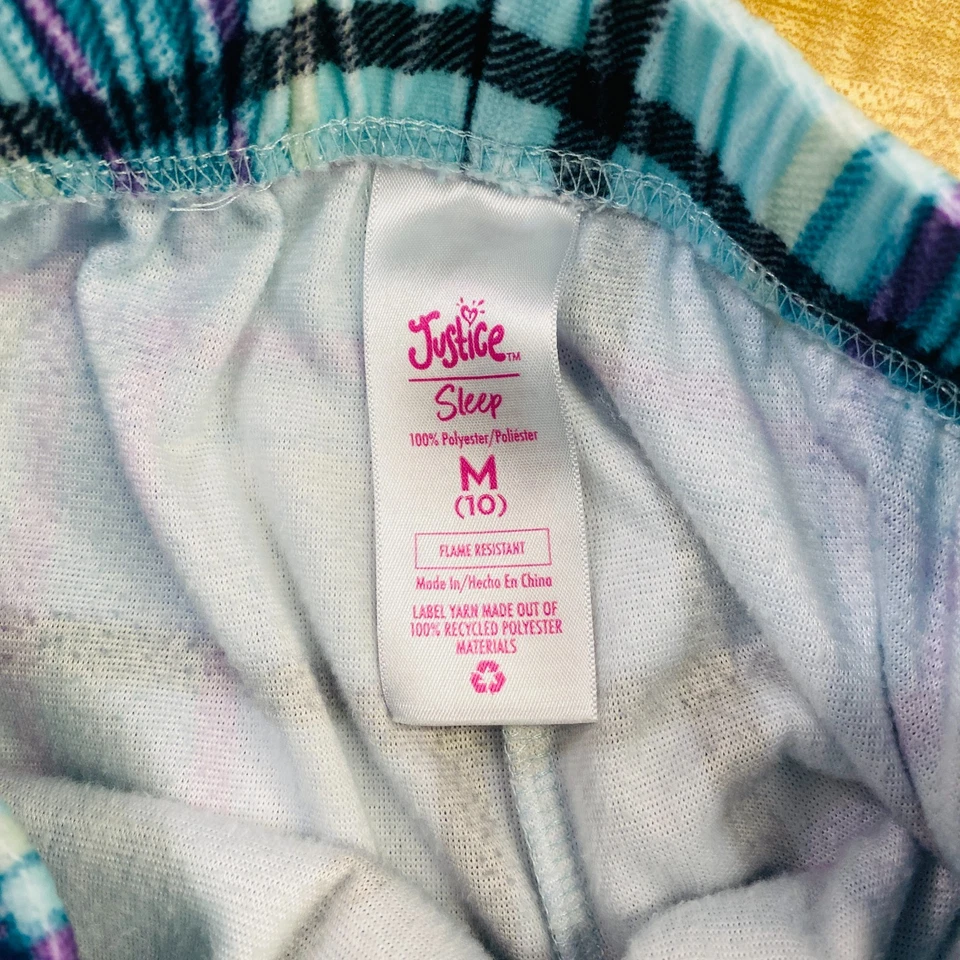 Justice™
Sleep
100% Polyester/Poliéster
M
(10)
FLAME RESISTANT
Made In/Hecho En China
LABEL YARN MADE OUT OF
100% RECYCLED POLYESTER
MATERIALS